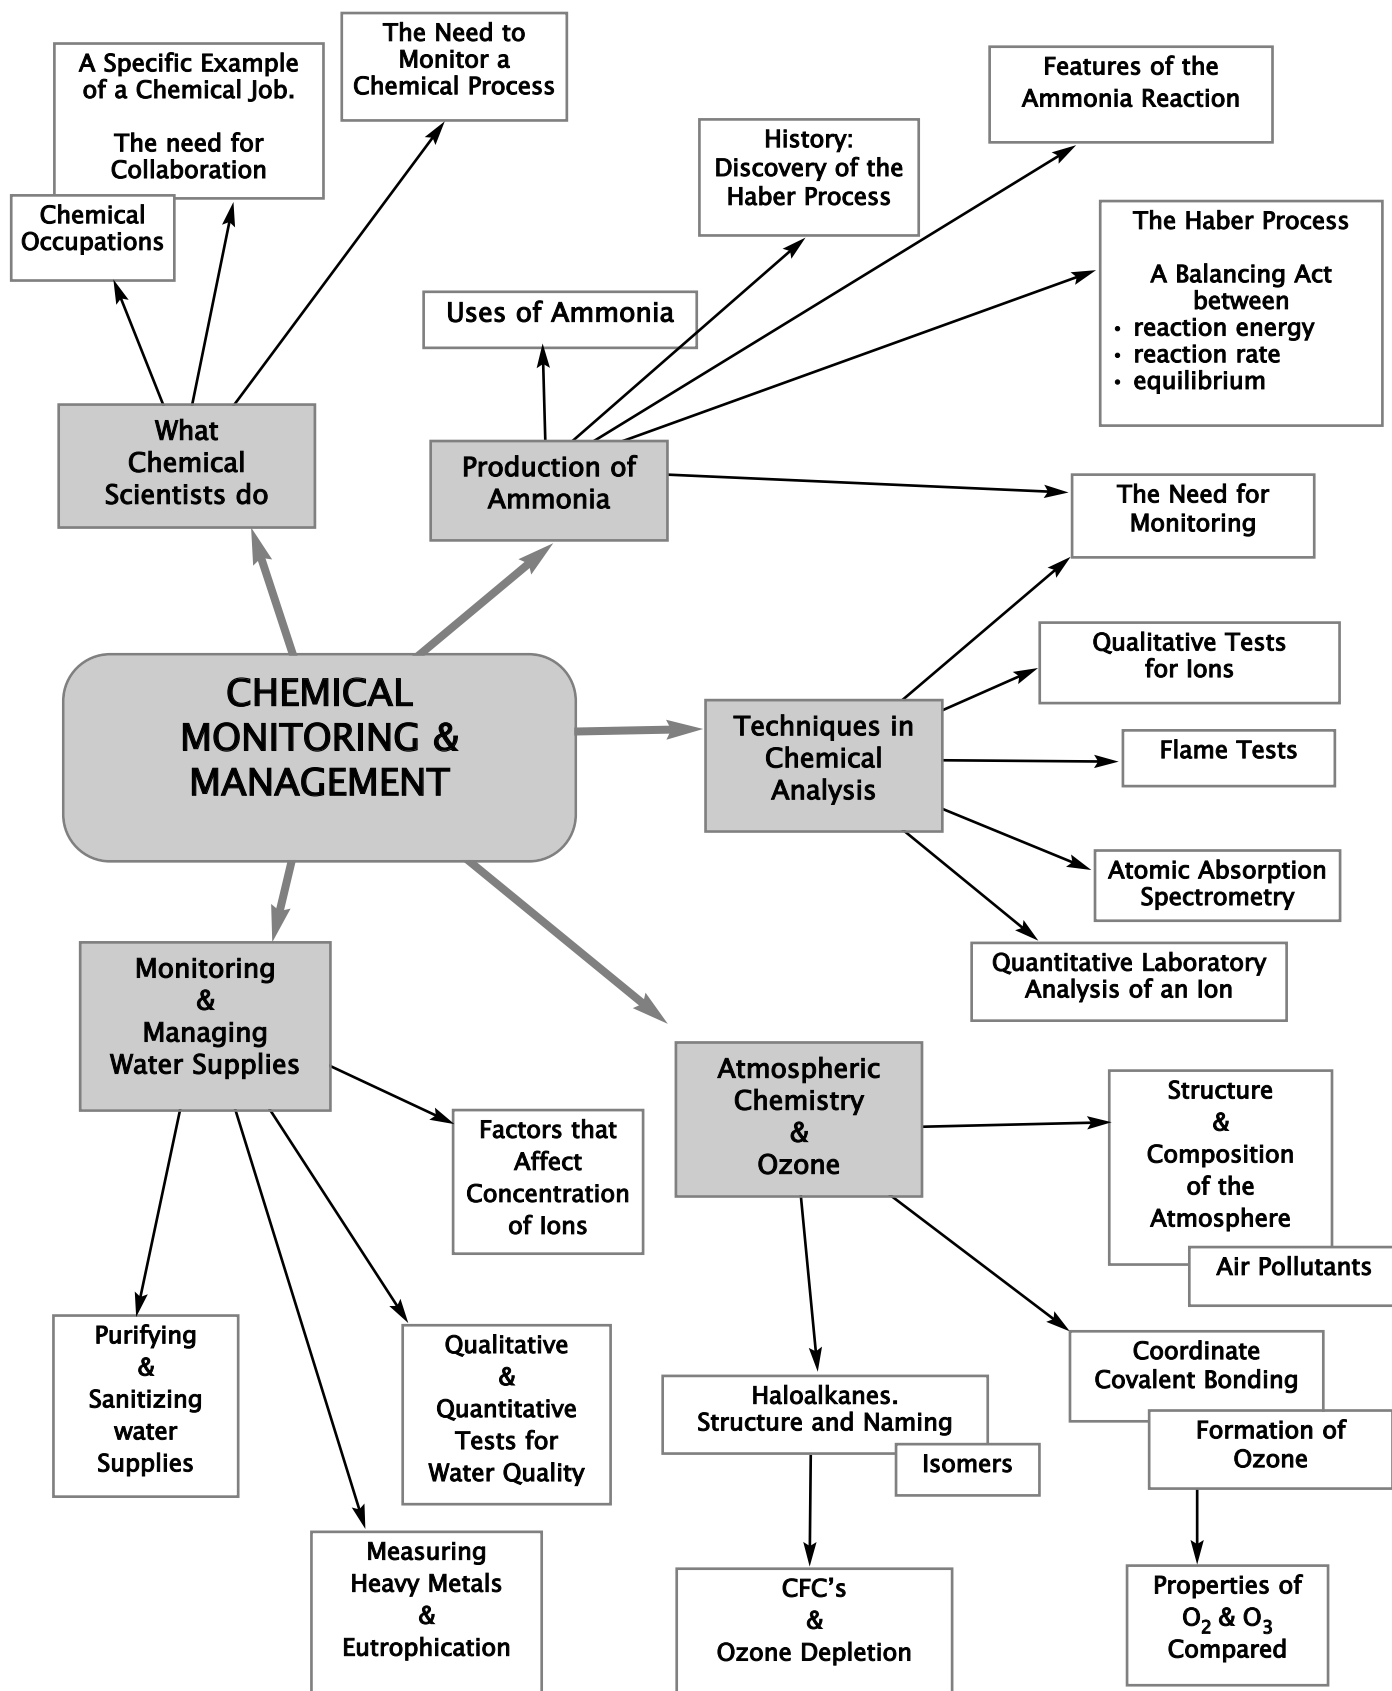 The Need to
Monitor a
Chemical Process
A Specific Example
of a Chemical Job.
The need for
Collaboration
Chemical
Occupations
Features of the
Ammonia Reaction
History:
Discovery of the
Haber Process
The Haber Process
A Balancing Act
between
• reaction energy
• reaction rate
• equilibrium
Uses of Ammonia
What
Chemical
Scientists do
Production of
Ammonia
The Need for
Monitoring
Qualitative Tests
for Ions
CHEMICAL
MONITORING &
MANAGEMENT
Techniques in
Chemical
Analysis
Flame Tests
Atomic Absorption
Spectrometry
Quantitative Laboratory
Analysis of an Ion
Monitoring
&
Managing
Water Supplies
Atmospheric
Chemistry
&
Ozone
Structure
&
Composition
of the
Atmosphere
Air Pollutants
Factors that
Affect
Concentration
of Ions
Purifying
&
Sanitizing
water
Supplies
Qualitative
&
Quantitative
Tests for
Water Quality
Coordinate
Covalent Bonding
Haloalkanes.
Structure and Naming
Isomers
Formation of
Ozone
Measuring
Heavy Metals
&
Eutrophication
CFC's
&
Ozone Depletion
Properties of
O₂ & O₃
Compared